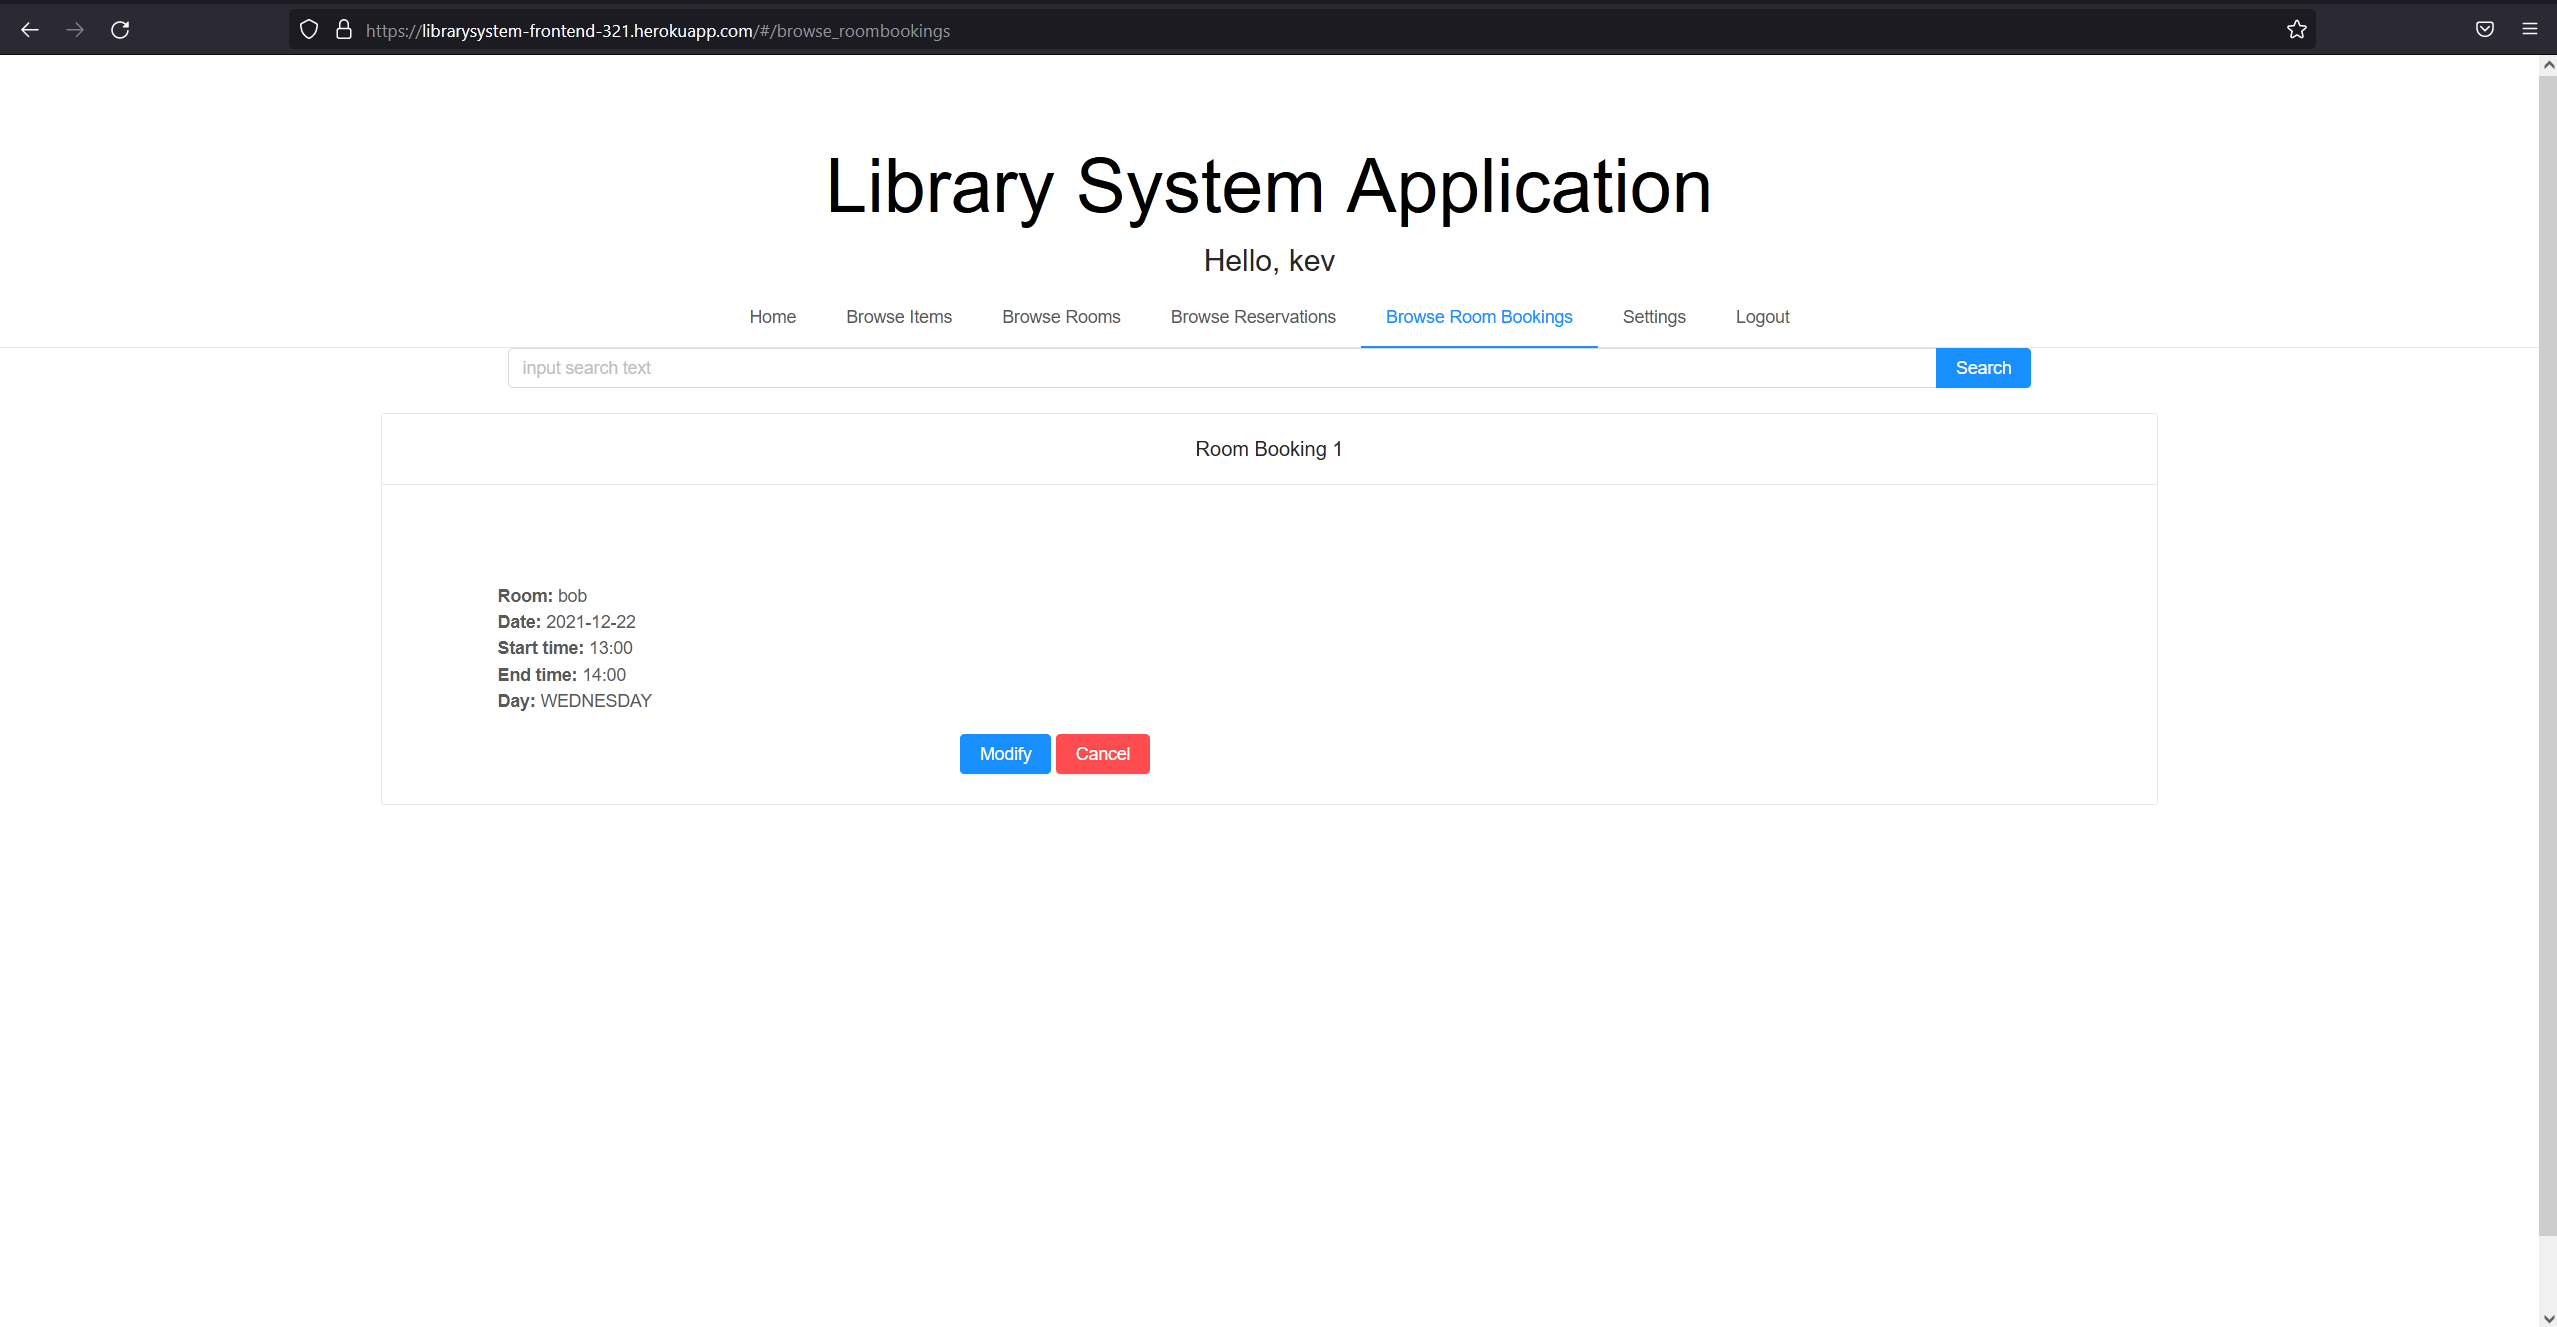 https://librarysystem-frontend-321.herokuapp.com/#/browse_roombookings
Library System Application
Hello, kev
Home Browse Items Browse Rooms Browse Reservations Browse Room Bookings Settings Logout
input search text Search
Room Booking 1
Room: bob
Date: 2021-12-22
Start time: 13:00
End time: 14:00
Day: WEDNESDAY
Modify Cancel